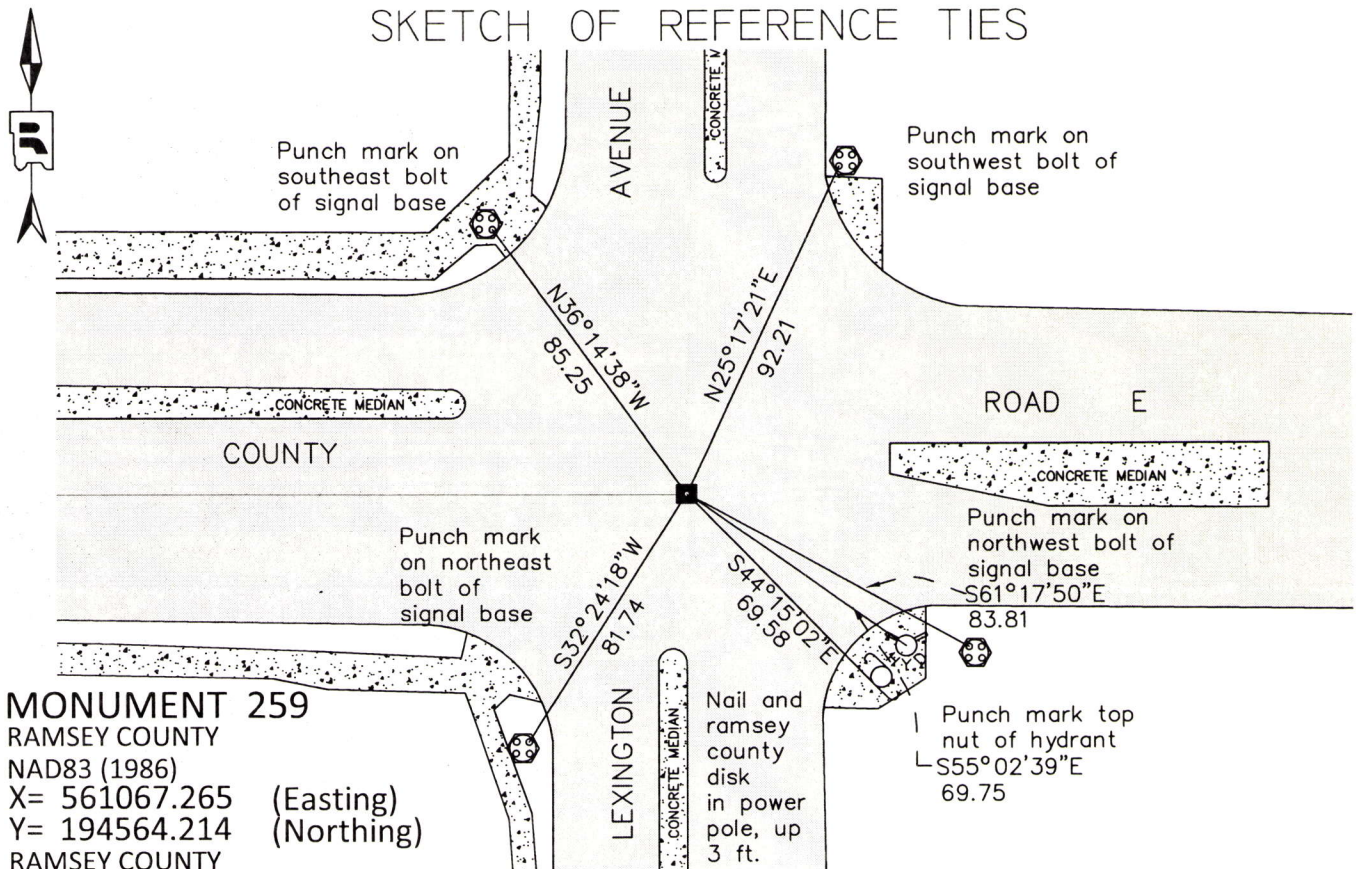 SKETCH OF REFERENCE TIES
CONCRETE M
AVENUE
Punch mark on
southeast bolt
of signal base
Punch mark on
southwest bolt of
signal base
N36°14'38"W
85.25
N25°17'21"E
92.21
CONCRETE MEDIAN
COUNTY
ROAD E
CONCRETE MEDIAN
Punch mark
on northeast
bolt of
signal base
S32°24'18"W
81.74
S44°15'02"E
69.58
Punch mark on
northwest bolt of
signal base
S61°17'50"E
83.81
HYD
Punch mark top
nut of hydrant
S55°02'39"E
69.75
LEXINGTON
CONCRETE MEDIAN
Nail and
ramsey
county
disk
in power
pole, up
3 ft.
MONUMENT 259
RAMSEY COUNTY
NAD83 (1986)
X= 561067.265 (Easting)
Y= 194564.214 (Northing)
RAMSEY COUNTY